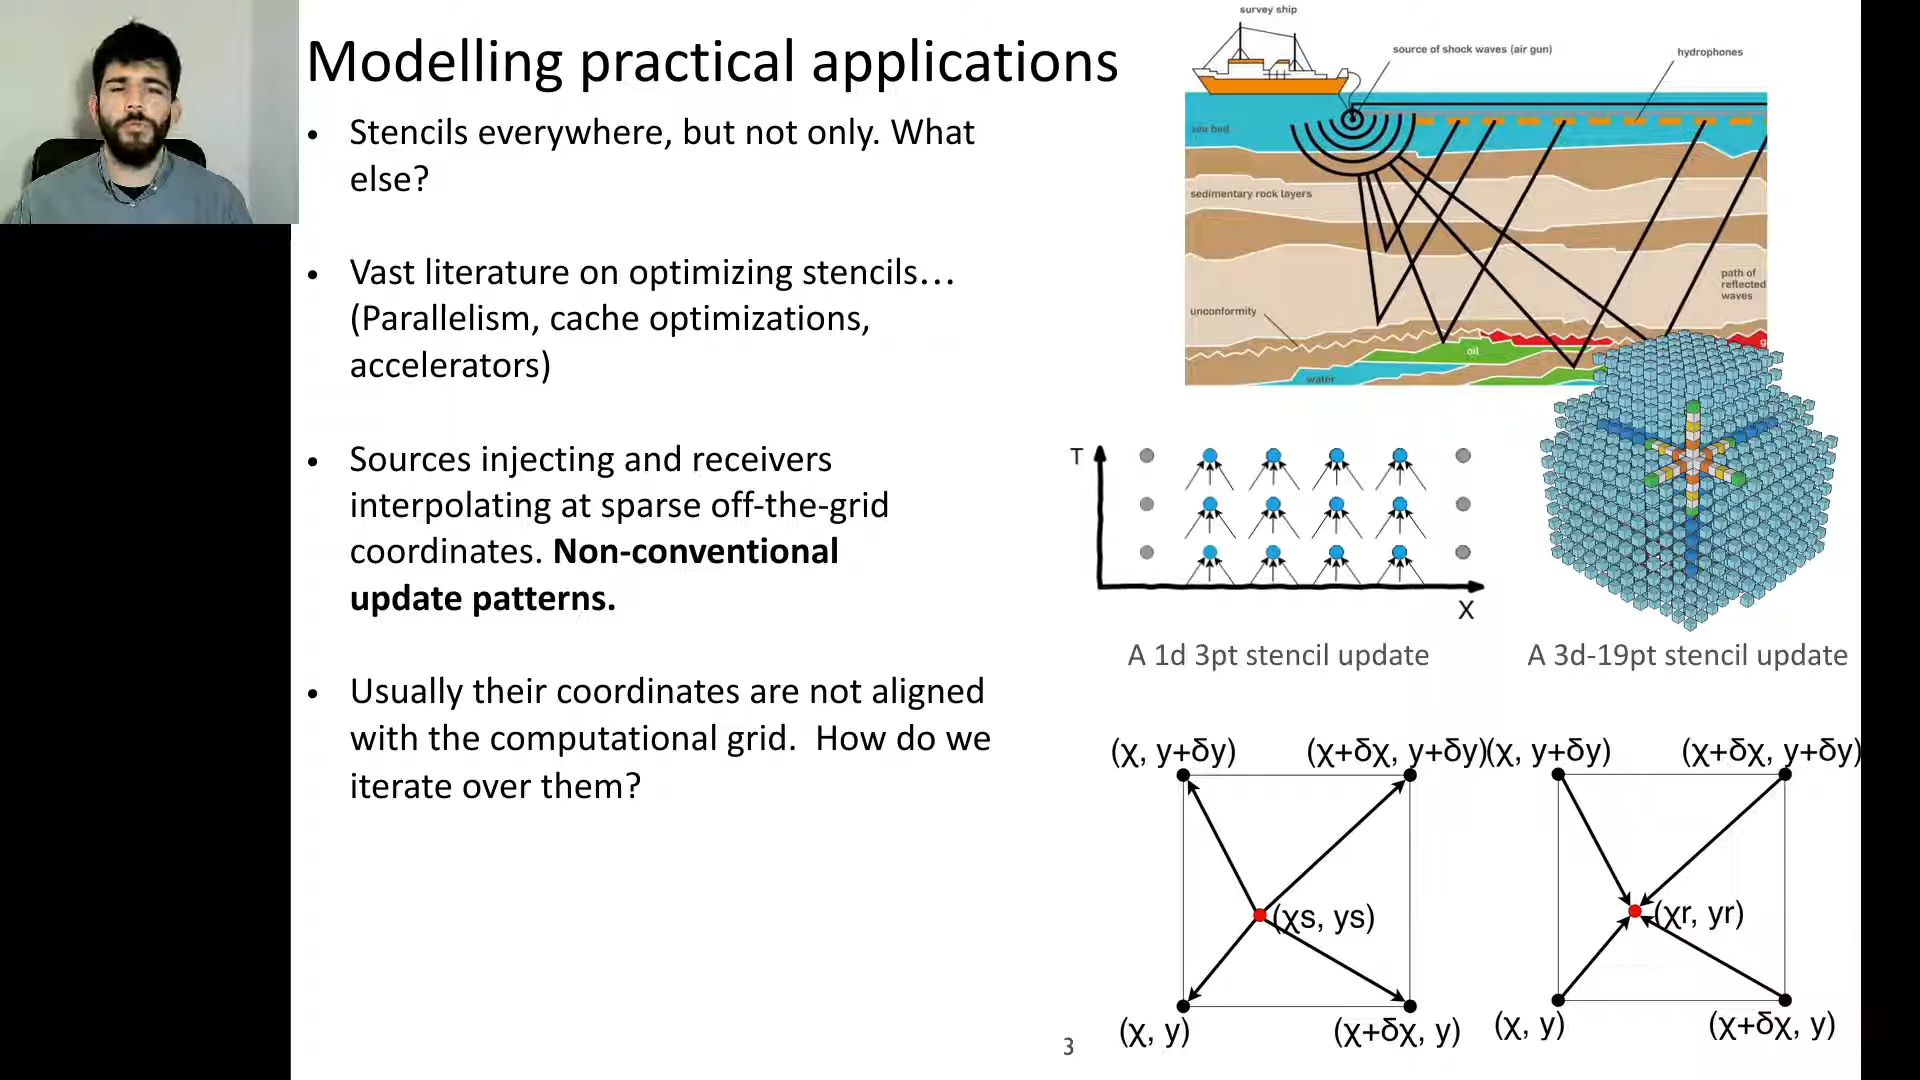 Modelling practical applications
• Stencils everywhere, but not only. What
else?
• Vast literature on optimizing stencils…
(Parallelism, cache optimizations,
accelerators)
• Sources injecting and receivers
interpolating at sparse off-the-grid
coordinates. Non-conventional
update patterns.
• Usually their coordinates are not aligned
with the computational grid.  How do we
iterate over them?
survey ship
source of shock waves (air gun)
hydrophones
sea bed
sedimentary rock layers
path of
reflected
waves
unconformity
oil
water
T
X
A 1d 3pt stencil update
A 3d-19pt stencil update
(χ, y+δy)
(χ+δχ, y+δy)
(χs, ys)
(χ, y)
(χ+δχ, y)
(χ, y+δy)
(χ+δχ, y+δy)
(χr, yr)
(χ, y)
(χ+δχ, y)
3